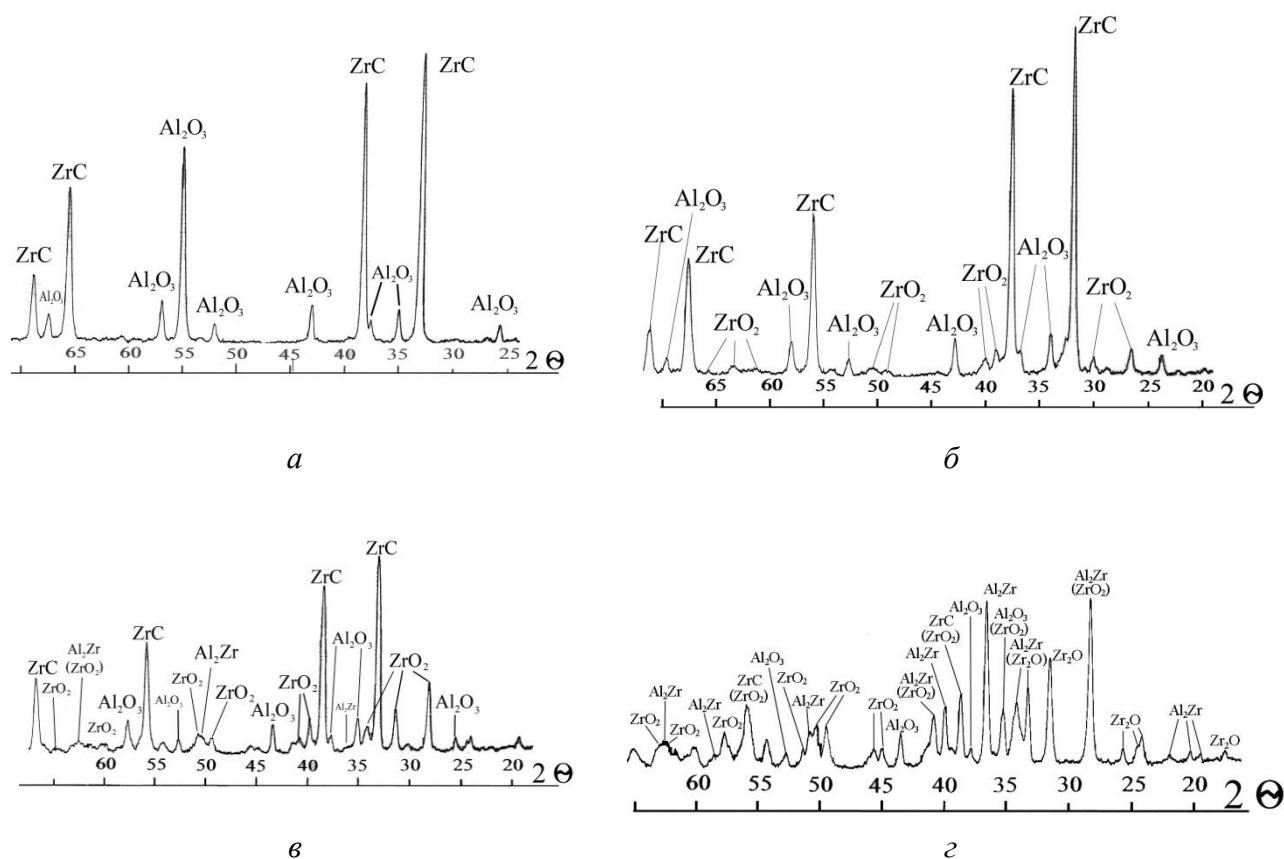 ZrC
ZrC
Al₂O₃
ZrC
ZrC
Al₂O₃
Al₂O₃
Al₂O₃
Al₂O₃
Al₂O₃
Al₂O₃
65 60 55 50 45 40 35 30 25
2 Θ
а
ZrC
ZrC
Al₂O₃
ZrC
ZrC
ZrC
Al₂O₃
Al₂O₃
ZrO₂
ZrO₂
Al₂O₃
ZrO₂
Al₂O₃
ZrO₂
Al₂O₃
Al₂O₃
65 60 55 50 45 40 35 30 25 20
2 Θ
б
ZrC
ZrC
ZrC
Al₂O₃
Al₂Zr
(ZrO₂)
Al₂Zr
ZrC
ZrO₂
ZrO₂
ZrO₂
Al₂O₃
Al₂O₃
ZrO₂
ZrO₂
ZrO₂
Al₂O₃
Al₂Zr
Al₂O₃
60 55 50 45 40 35 30 25 20
2 Θ
в
Al₂Zr
(ZrO₂)
Al₂Zr
ZrC
(ZrO₂)
Al₂O₃
Al₂O₃
(ZrO₂)
Al₂Zr
Al₂Zr
(Zr₂O)
Zr₂O
Al₂O₃
ZrC
(ZrO₂)
ZrO₂
Al₂Zr
ZrO₂
Al₂Zr
(ZrO₂)
Al₂Zr
Al₂Zr
ZrO₂
ZrO₂
ZrO₂
ZrO₂
Al₂O₃
Zr₂O
Al₂Zr
Zr₂O
60 55 50 45 40 35 30 25 20
2 Θ
г